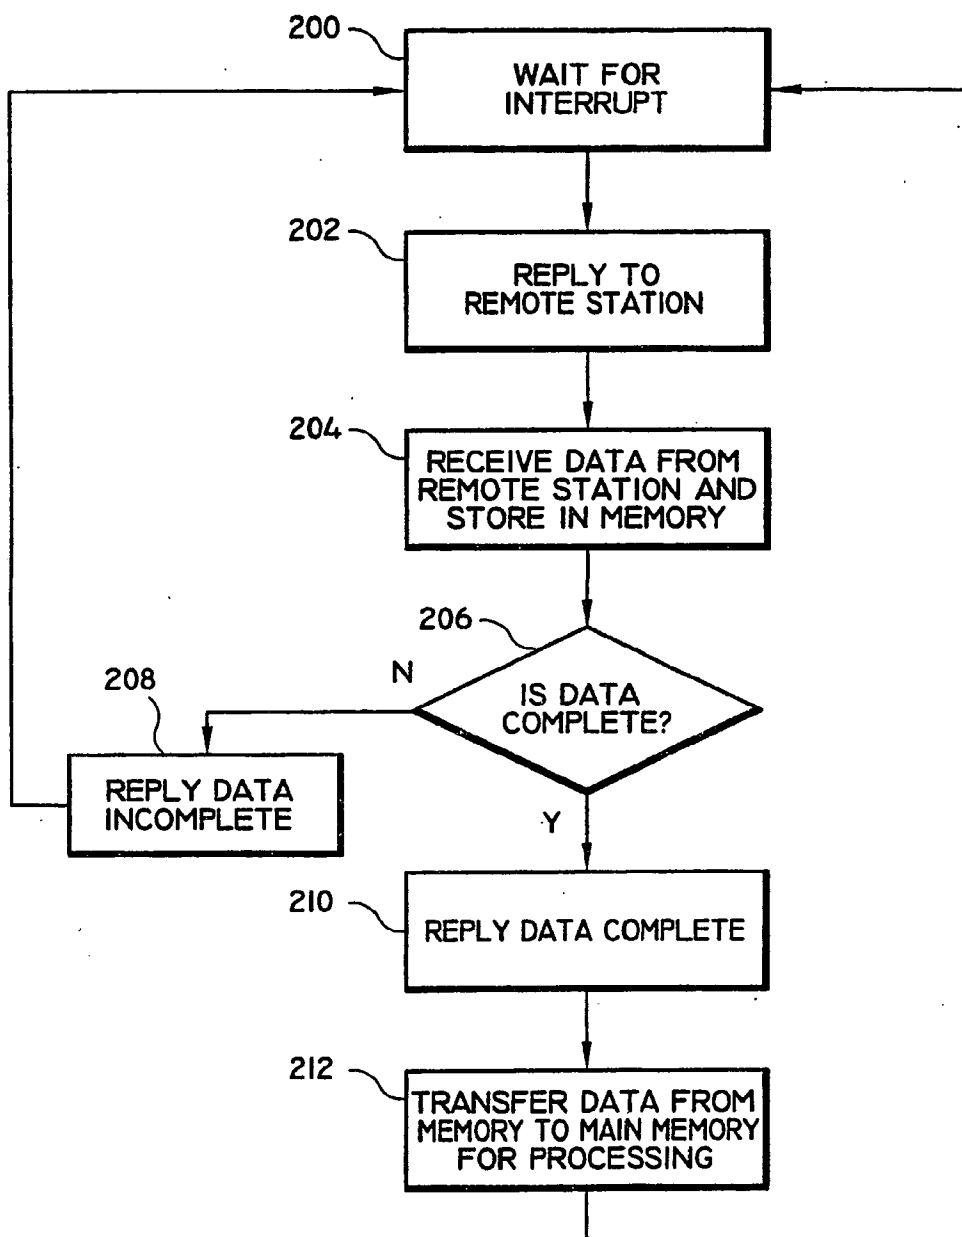 200
WAIT FOR
INTERRUPT
202
REPLY TO
REMOTE STATION
204
RECEIVE DATA FROM
REMOTE STATION AND
STORE IN MEMORY
206
IS DATA
COMPLETE?
N
208
REPLY DATA
INCOMPLETE
Y
210
REPLY DATA COMPLETE
212
TRANSFER DATA FROM
MEMORY TO MAIN MEMORY
FOR PROCESSING